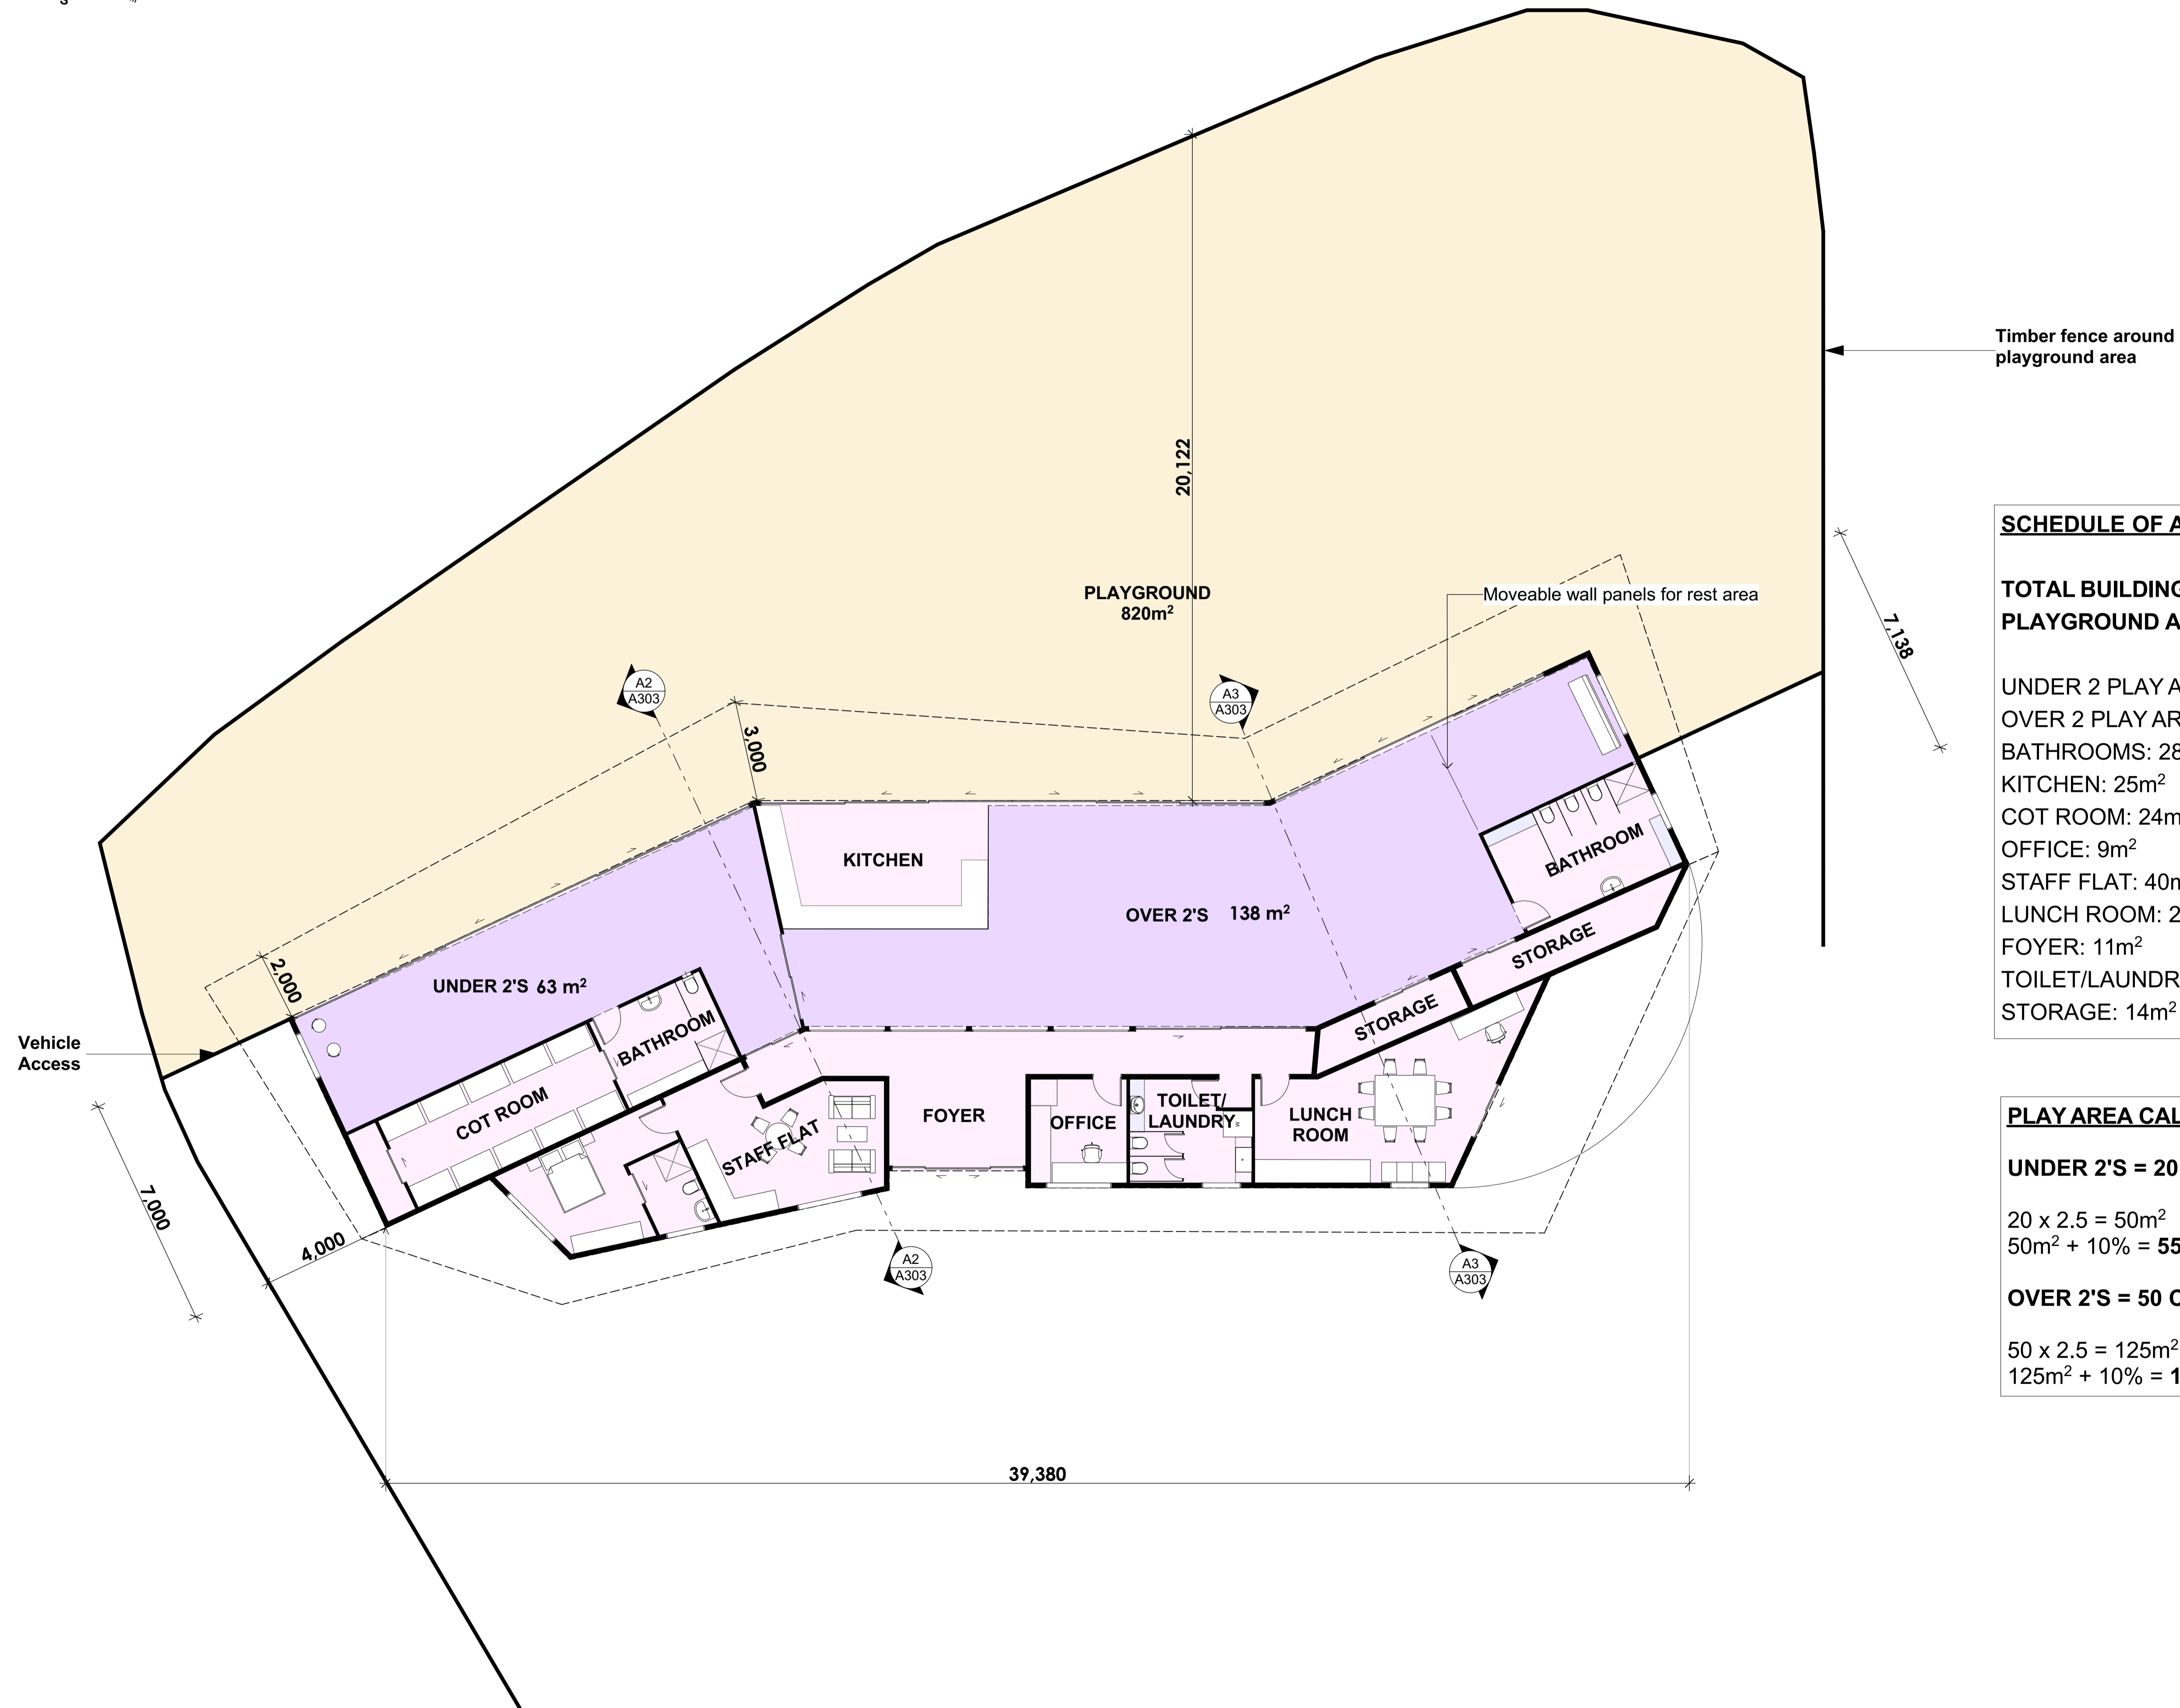 S
Timber fence around
playground area
20,122
SCHEDULE OF A
TOTAL BUILDING
PLAYGROUND A
UNDER 2 PLAY A
OVER 2 PLAY AR
BATHROOMS: 28
KITCHEN: 25m²
COT ROOM: 24m
OFFICE: 9m²
STAFF FLAT: 40m
LUNCH ROOM: 2
FOYER: 11m²
TOILET/LAUNDR
STORAGE: 14m²
PLAYGROUND
820m²
Moveable wall panels for rest area
7,138
A2
A303
A3
A303
3,000
KITCHEN
BATHROOM
OVER 2'S 138 m²
STORAGE
2,000
UNDER 2'S 63 m²
STORAGE
BATHROOM
Vehicle
Access
COT ROOM
FOYER
OFFICE
TOILET/
LAUNDRY
W
LUNCH
ROOM
STAFF FLAT
7,000
4,000
A2
A303
A3
A303
PLAY AREA CAL
UNDER 2'S = 20
20 x 2.5 = 50m²
50m² + 10% = 55
OVER 2'S = 50 C
50 x 2.5 = 125m²
125m² + 10% = 1
39,380